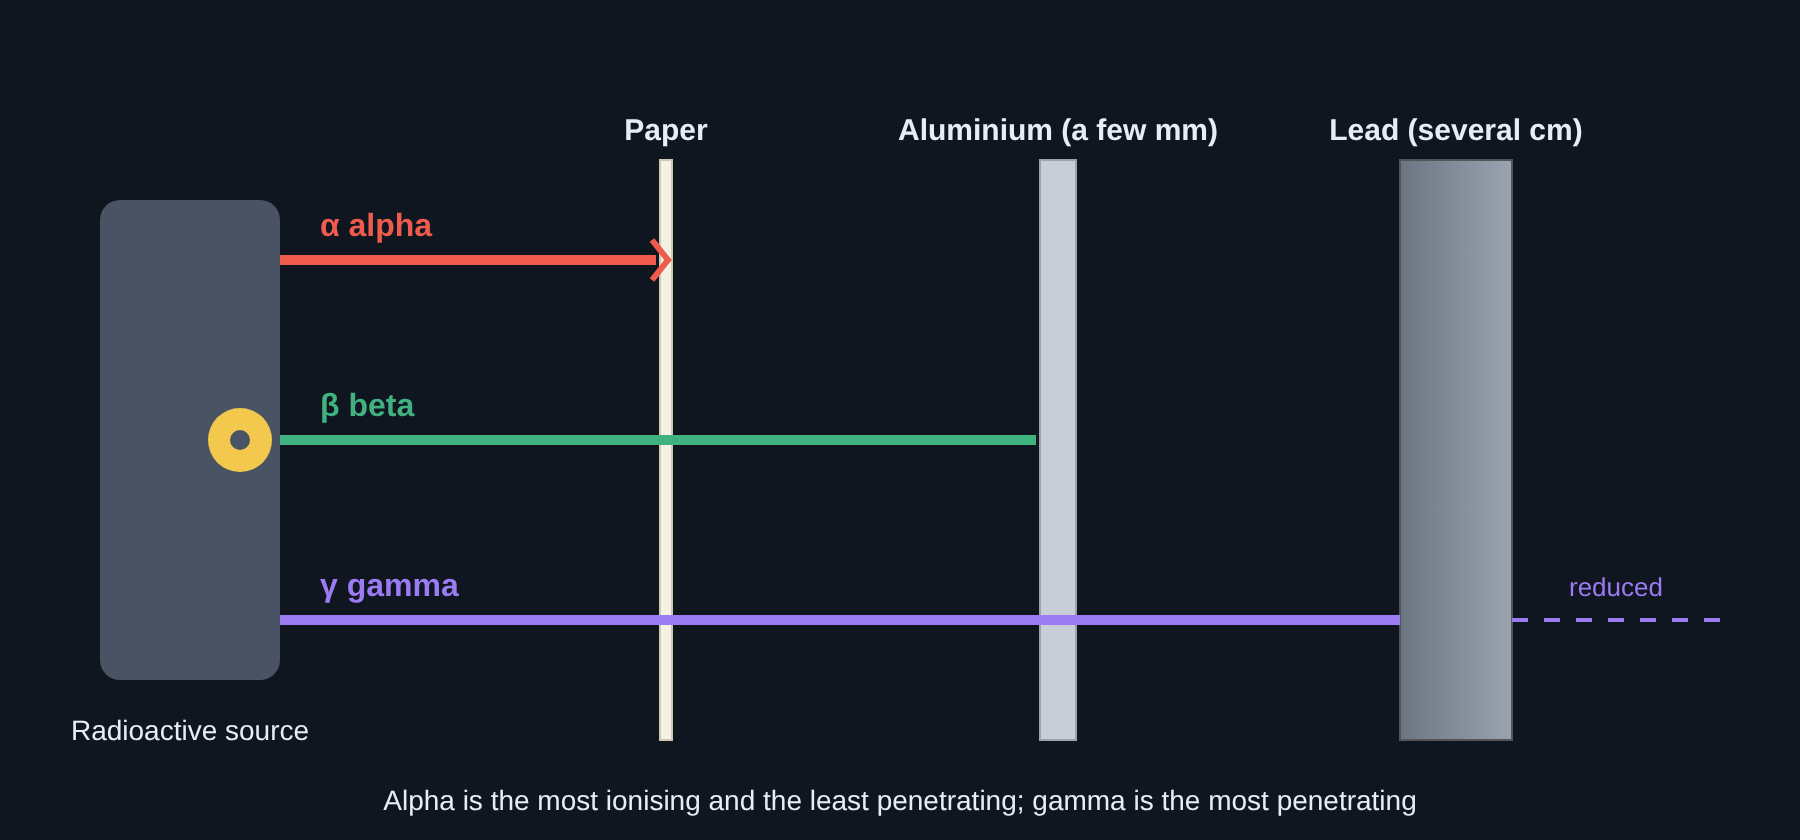 Paper
Aluminium (a few mm)
Lead (several cm)
α alpha
β beta
γ gamma
reduced
Radioactive source
Alpha is the most ionising and the least penetrating; gamma is the most penetrating